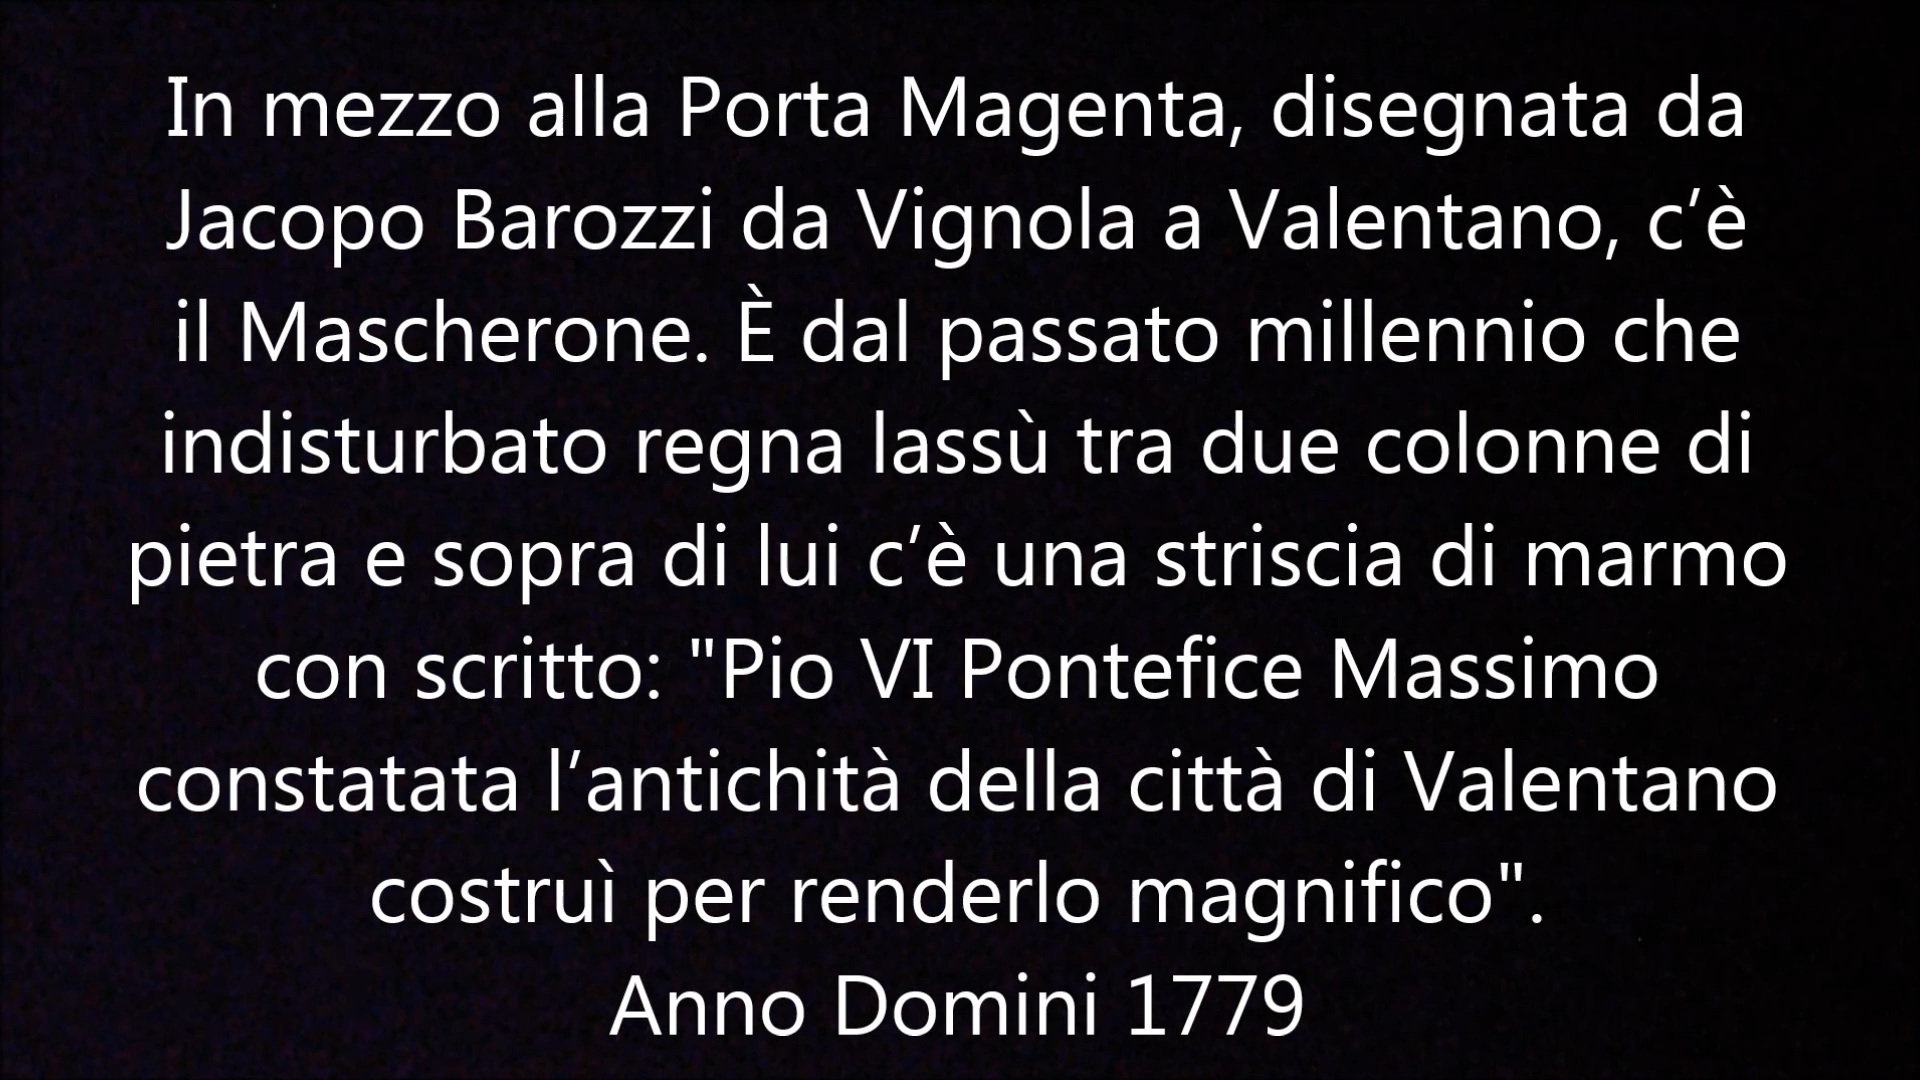 In mezzo alla Porta Magenta, disegnata da
Jacopo Barozzi da Vignola a Valentano, c’è
il Mascherone. È dal passato millennio che
indisturbato regna lassù tra due colonne di
pietra e sopra di lui c’è una striscia di marmo
con scritto: "Pio VI Pontefice Massimo
constatata l’antichità della città di Valentano
costruì per renderlo magnifico".
Anno Domini 1779